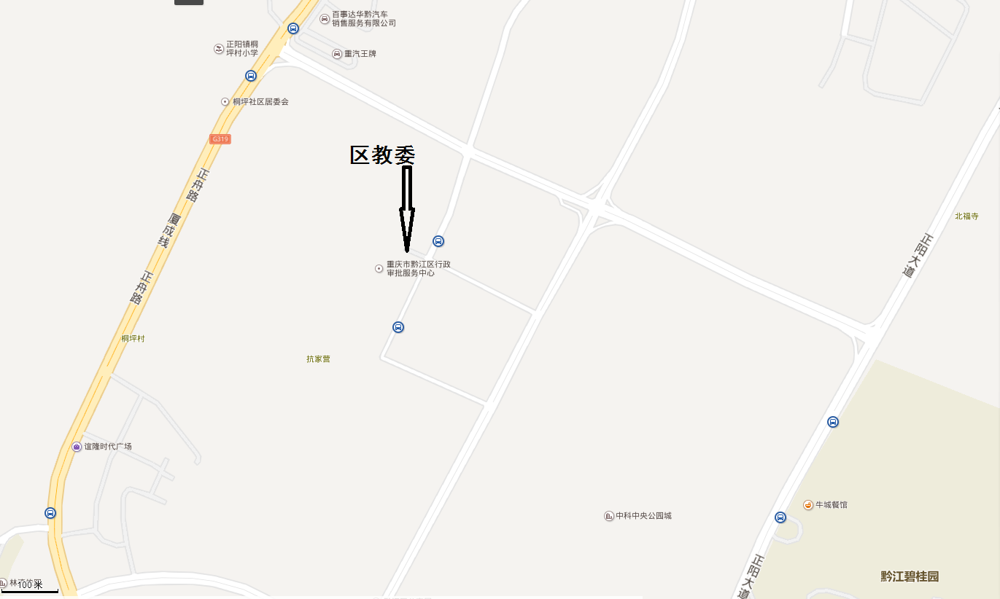 百事达华黔汽车
销售服务有限公司
正阳镇桐
坪村小学
重汽王牌
桐坪社区居委会
G319
区教委
正舟路
厦成线
北福寺
正阳大道
重庆市黔江区行政
审批服务中心
正舟路
桐坪村
抗家营
谊隆时代广场
牛城餐馆
中科中央公园城
正阳大道
黔江碧桂园
100 米